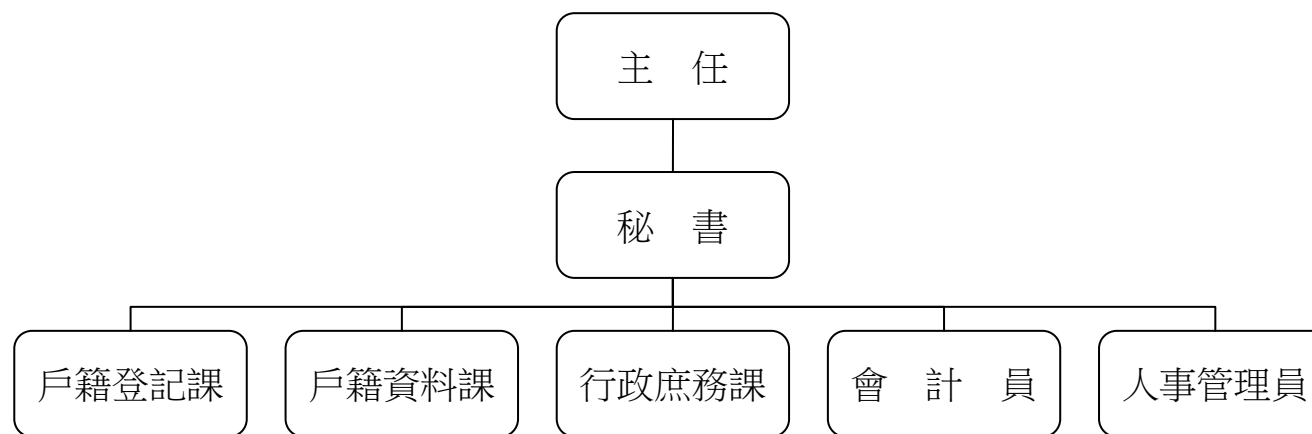 主　任
秘　書
戶籍登記課
戶籍資料課
行政庶務課
會　計　員
人事管理員